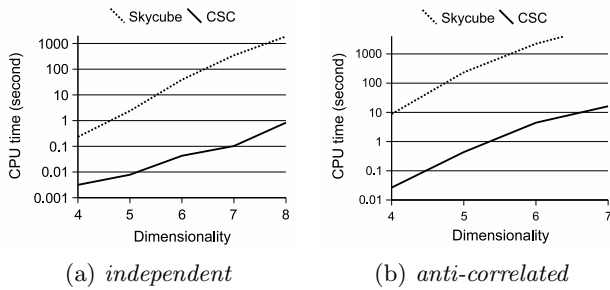 Skycube CSC
1000
100
10
1
0.1
0.01
0.001
4 5 6 7 8
CPU time (second)
Dimensionality
(a) independent
Skycube CSC
1000
100
10
1
0.1
0.01
4 5 6 7
CPU time (second)
Dimensionality
(b) anti-correlated